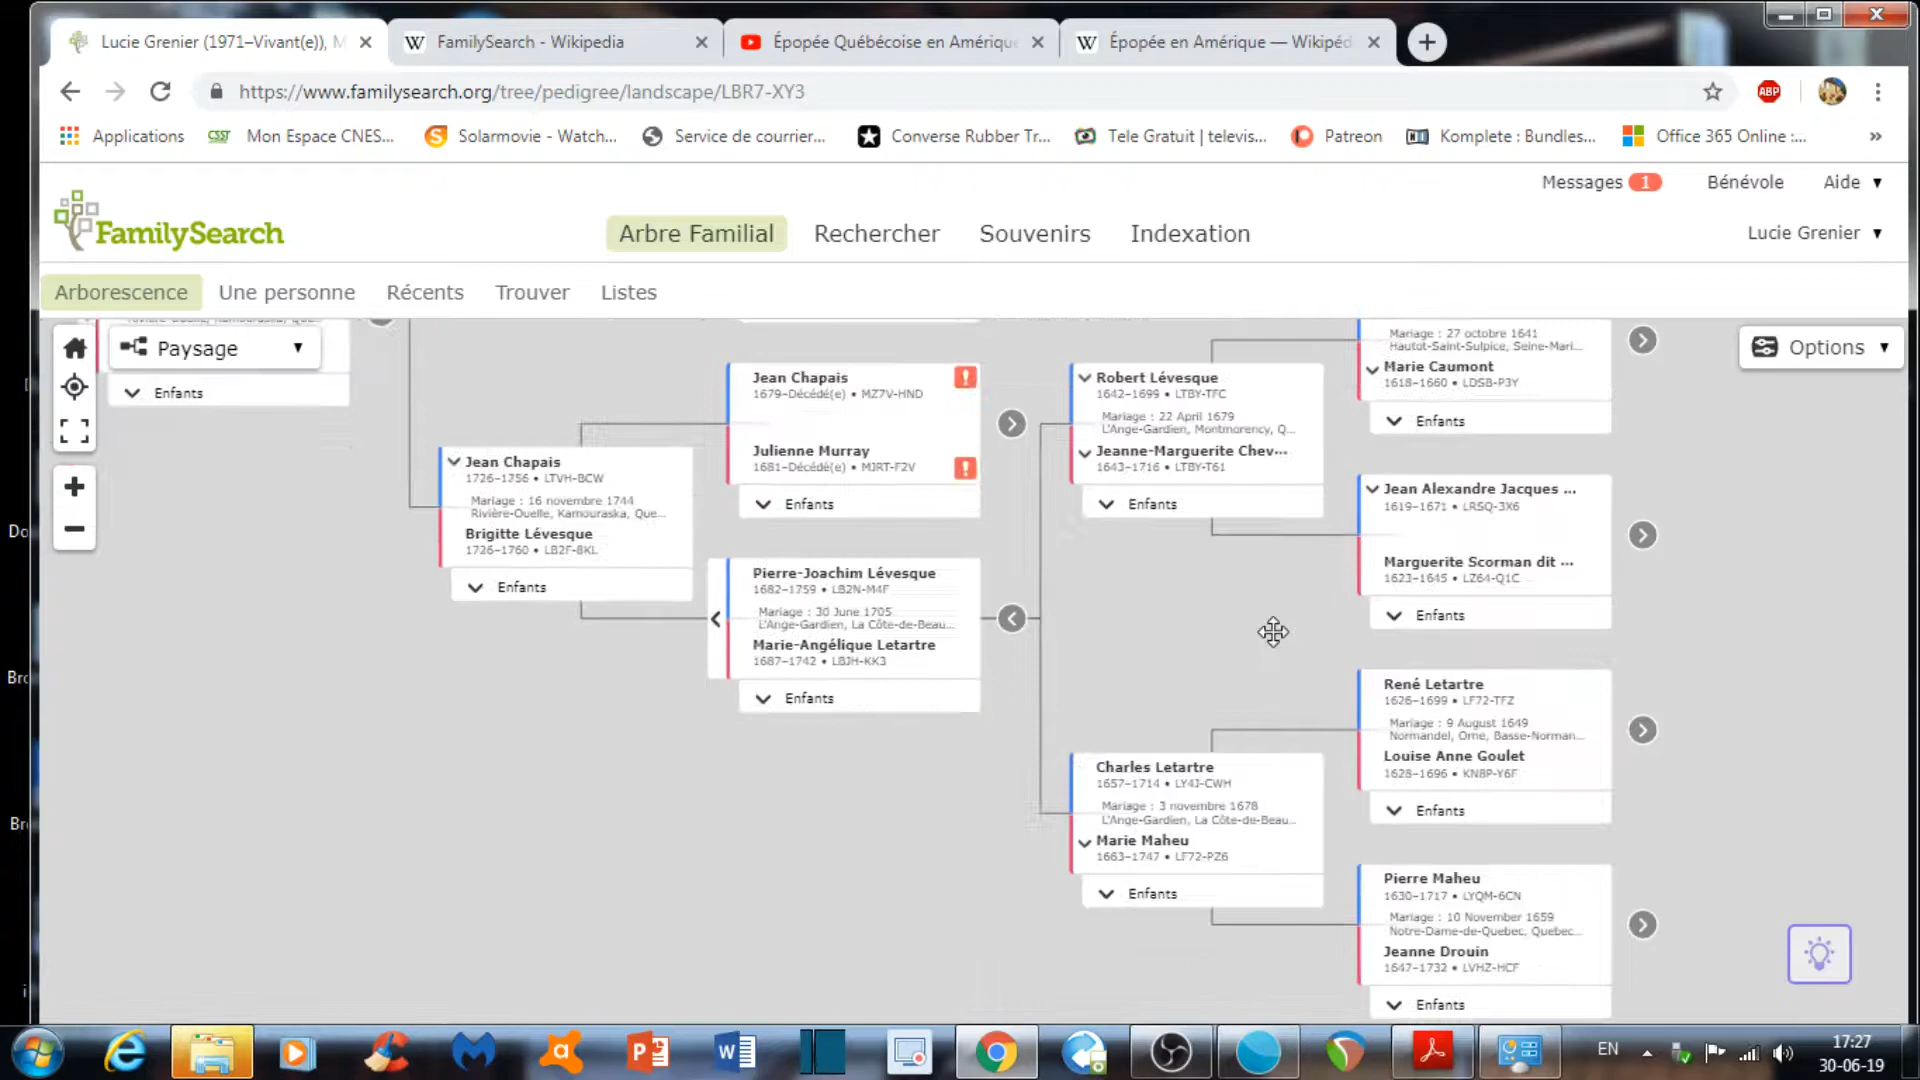 Lucie Grenier (1971–Vivant(e)), M
FamilySearch - Wikipedia
Épopée Québécoise en Amérique
Épopée en Amérique — Wikipéd
https://www.familysearch.org/tree/pedigree/landscape/LBR7-XY3
ABP
Applications
CSST
Mon Espace CNES...
Solarmovie - Watch...
Service de courrier...
Converse Rubber Tr...
Tele Gratuit | televis...
Patreon
Komplete : Bundles...
Office 365 Online :...
»
Messages 1
Bénévole
Aide
FamilySearch
Arbre Familial
Rechercher
Souvenirs
Indexation
Lucie Grenier
Arborescence
Une personne
Récents
Trouver
Listes
Paysage
Options
Enfants
Jean Chapais
1726–1756 • LTVH-BCW
Mariage : 16 novembre 1744
Rivière-Ouelle, Kamouraska, Que...
Brigitte Lévesque
1726–1760 • LB2F-8KL
Enfants
Jean Chapais
1679–Décédé(e) • MZ7V-HND
Julienne Murray
1681–Décédé(e) • MJRT-F2V
Enfants
Pierre-Joachim Lévesque
1682–1759 • LB2N-M4F
Mariage : 30 June 1705
L'Ange-Gardien, La Côte-de-Beau...
Marie-Angélique Letartre
1687–1742 • LBJH-KK3
Enfants
Robert Lévesque
1642–1699 • LTBY-TFC
Mariage : 22 April 1679
L'Ange-Gardien, Montmorency, Q...
Jeanne-Marguerite Chev...
1643–1716 • LTBY-T61
Enfants
Charles Letartre
1657–1714 • LY4J-CWH
Mariage : 3 novembre 1678
L'Ange-Gardien, La Côte-de-Beau...
Marie Maheu
1663–1747 • LF72-PZ6
Enfants
Mariage : 27 octobre 1641
Hautot-Saint-Sulpice, Seine-Mari...
Marie Caumont
1618–1660 • LDSB-P3Y
Enfants
Jean Alexandre Jacques ...
1619–1671 • LRSQ-3X6
Marguerite Scorman dit ...
1623–1645 • LZ64-Q1C
Enfants
René Letartre
1626–1699 • LF72-TFZ
Mariage : 9 August 1649
Normandel, Orne, Basse-Norman...
Louise Anne Goulet
1628–1696 • KN8P-Y6F
Enfants
Pierre Maheu
1630–1717 • LYQM-6CN
Mariage : 10 November 1659
Notre-Dame-de-Quebec, Quebec...
Jeanne Drouin
1647–1732 • LVHZ-HCF
Enfants
Do
Bro
Bro
EN
17:27
30-06-19